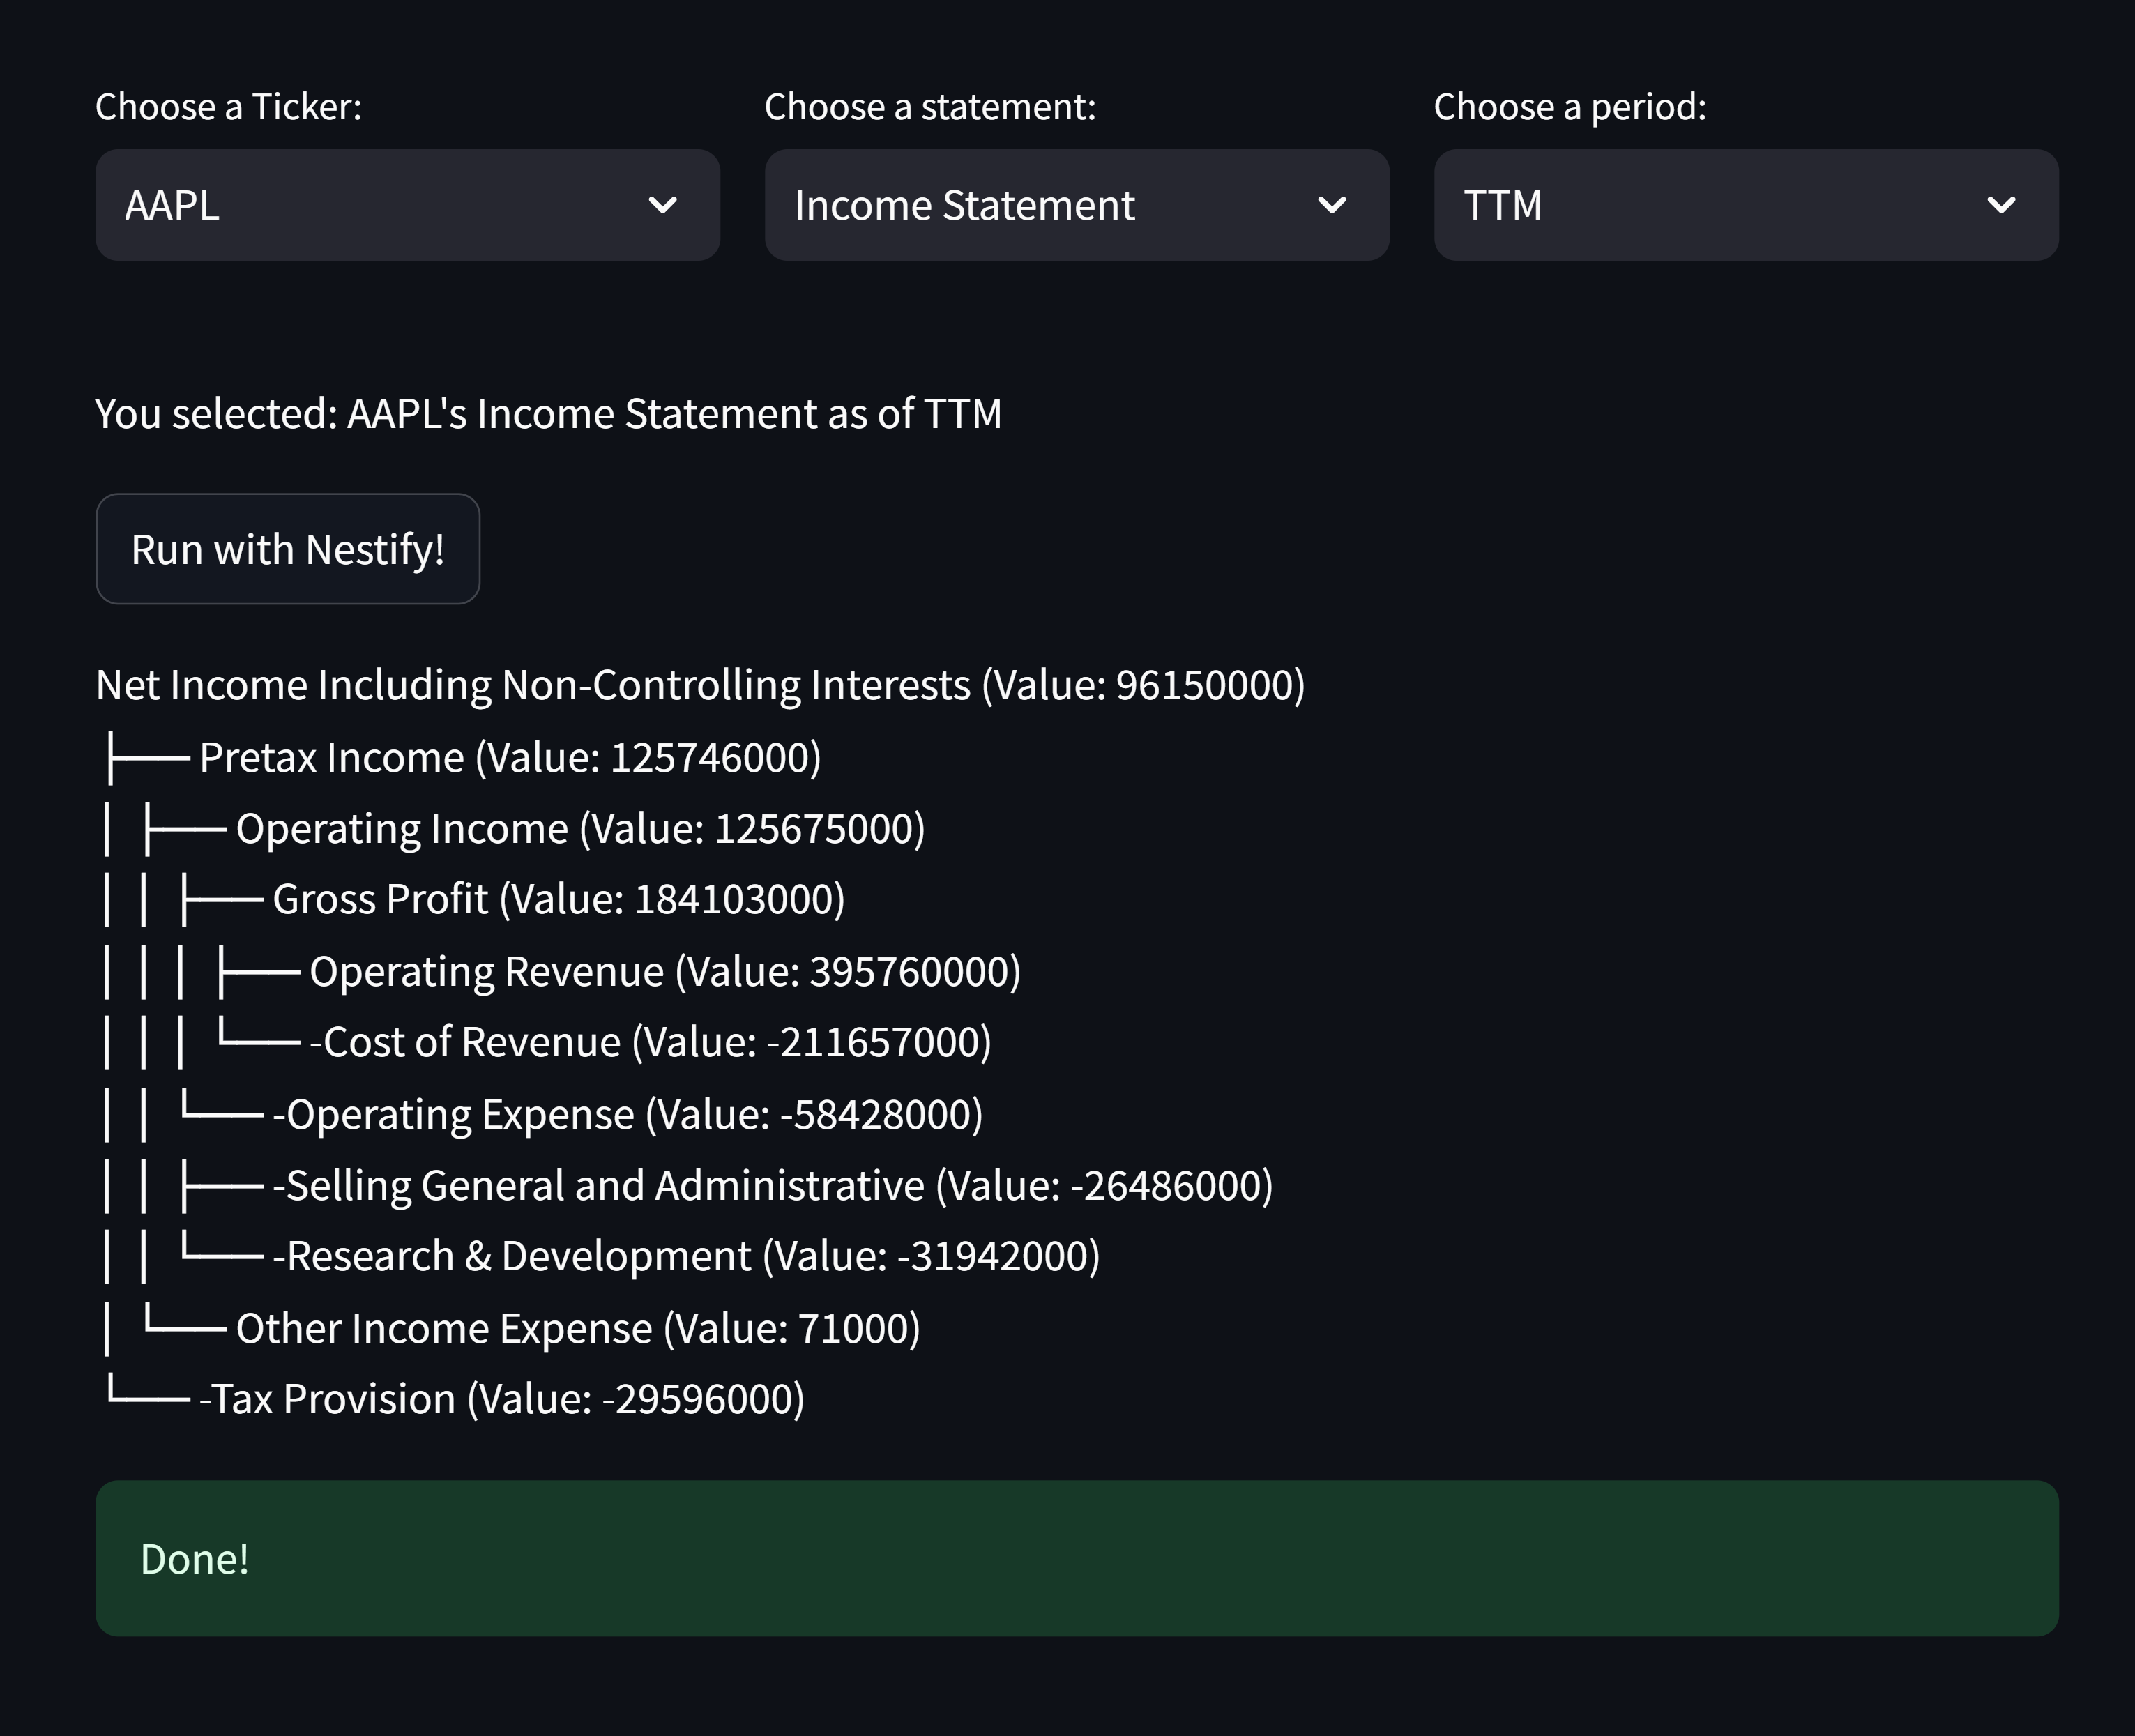 Choose a Ticker: Choose a statement: Choose a period:
AAPL Income Statement TTM
You selected: AAPL's Income Statement as of TTM
Run with Nestify!
Net Income Including Non-Controlling Interests (Value: 96150000)
├── Pretax Income (Value: 125746000)
│ ├── Operating Income (Value: 125675000)
│ │ ├── Gross Profit (Value: 184103000)
│ │ │ ├── Operating Revenue (Value: 395760000)
│ │ │ └── -Cost of Revenue (Value: -211657000)
│ │ └── -Operating Expense (Value: -58428000)
│ │ ├── -Selling General and Administrative (Value: -26486000)
│ │ └── -Research & Development (Value: -31942000)
│ └── Other Income Expense (Value: 71000)
└── -Tax Provision (Value: -29596000)
Done!